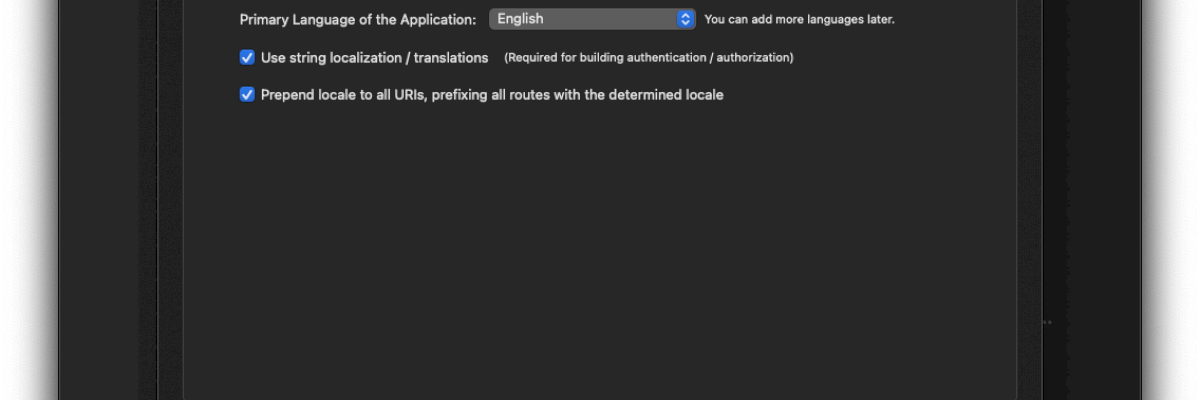 Primary Language of the Application: English You can add more languages later.
Use string localization / translations (Required for building authentication / authorization)
Prepend locale to all URIs, prefixing all routes with the determined locale